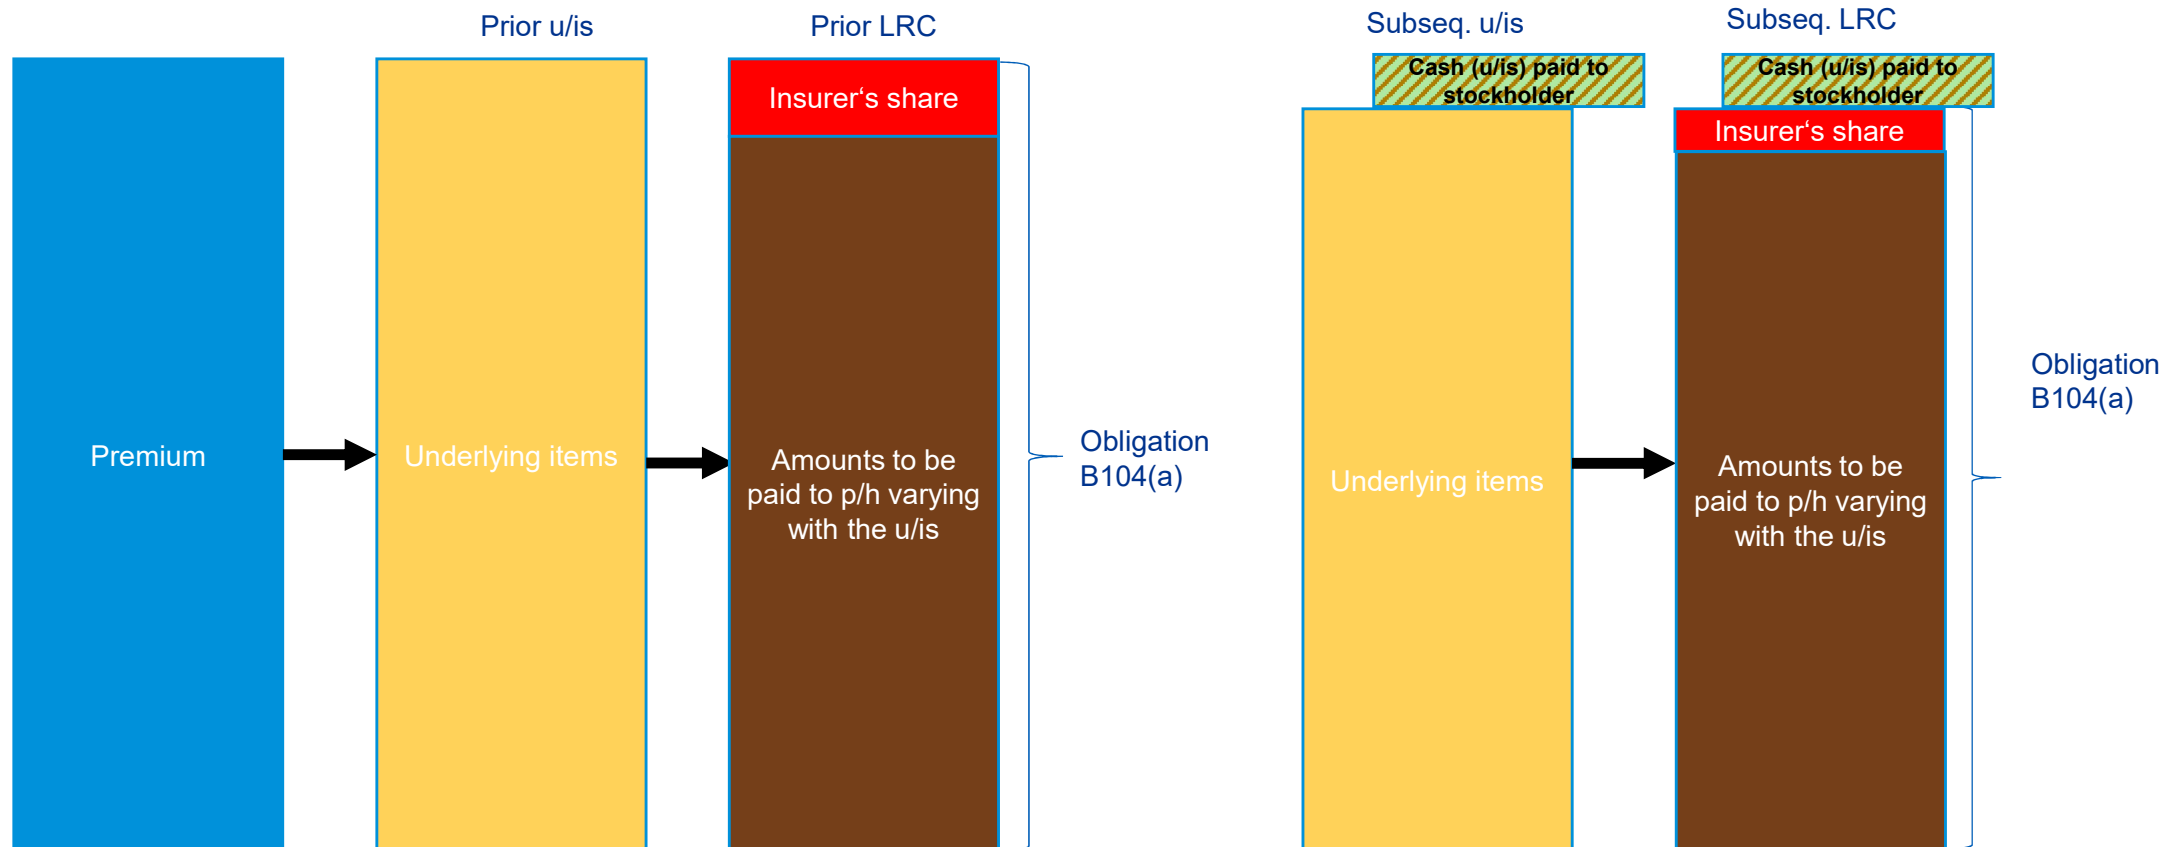 Prior u/is
Prior LRC
Subseq. u/is
Subseq. LRC
Premium
Underlying items
Insurer‘s share
Amounts to be
paid to p/h varying
with the u/is
Obligation
B104(a)
Cash (u/is) paid to
stockholder
Underlying items
Cash (u/is) paid to
stockholder
Insurer‘s share
Amounts to be
paid to p/h varying
with the u/is
Obligation
B104(a)